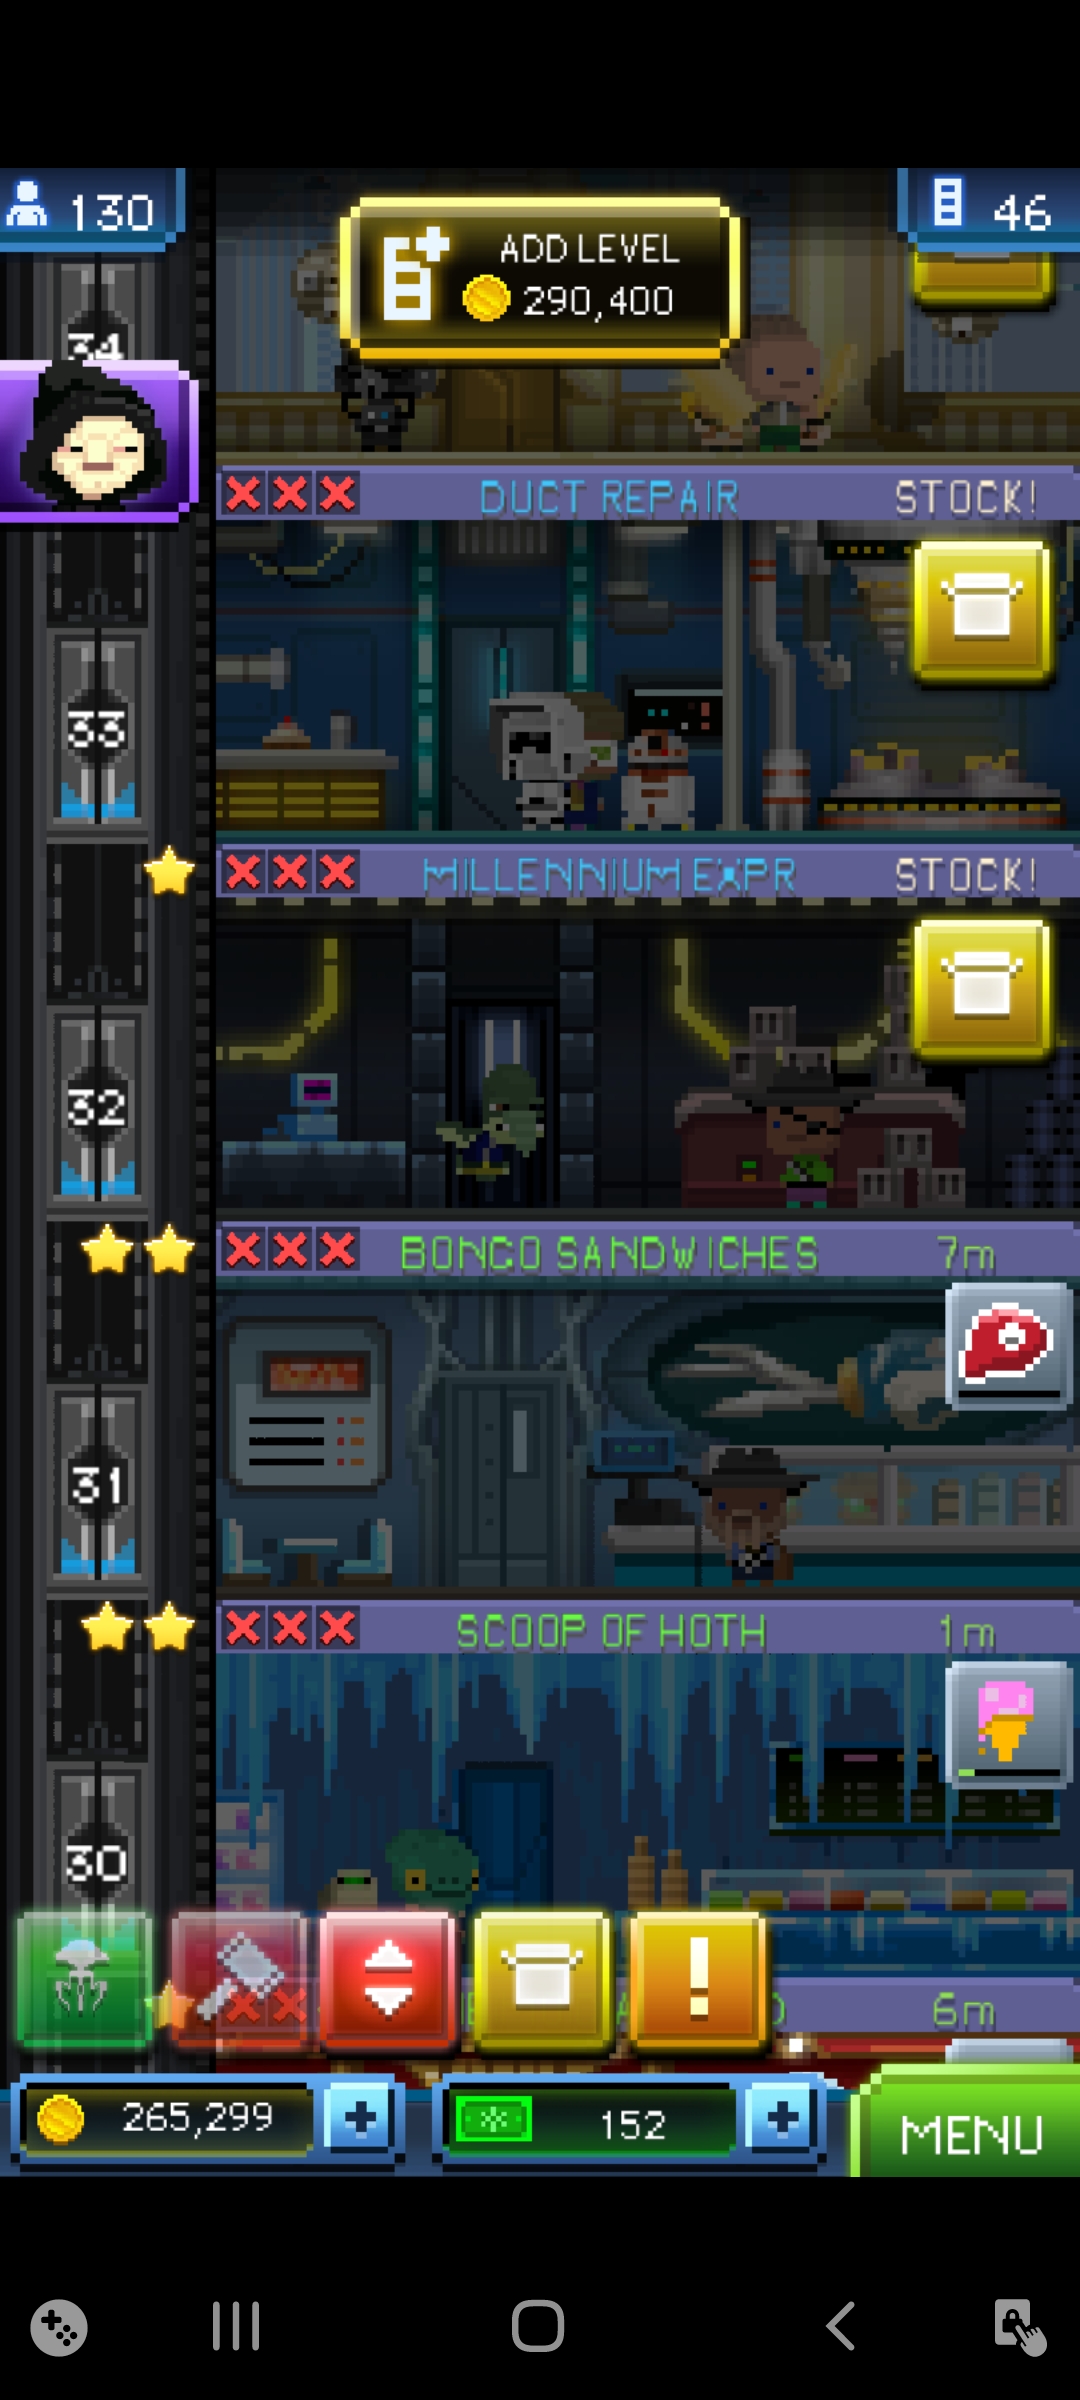 130
46
ADD LEVEL
290,400
34
DUCT REPAIR STOCK!
33
MILLENNIUM EXPR STOCK!
32
BONGO SANDWICHES 7m
31
SCOOP OF HOTH 1m
30
6m
265,299
152
MENU